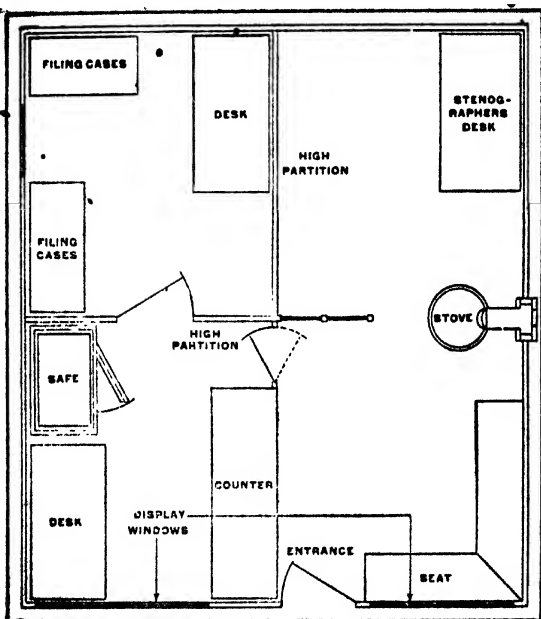 FILING CASES
DESK
STENOG-
RAPHERS
DESK
HIGH
PARTITION
FILING
CASES
STOVE
HIGH
PARTITION
SAFE
COUNTER
DESK
DISPLAY
WINDOWS
ENTRANCE
SEAT